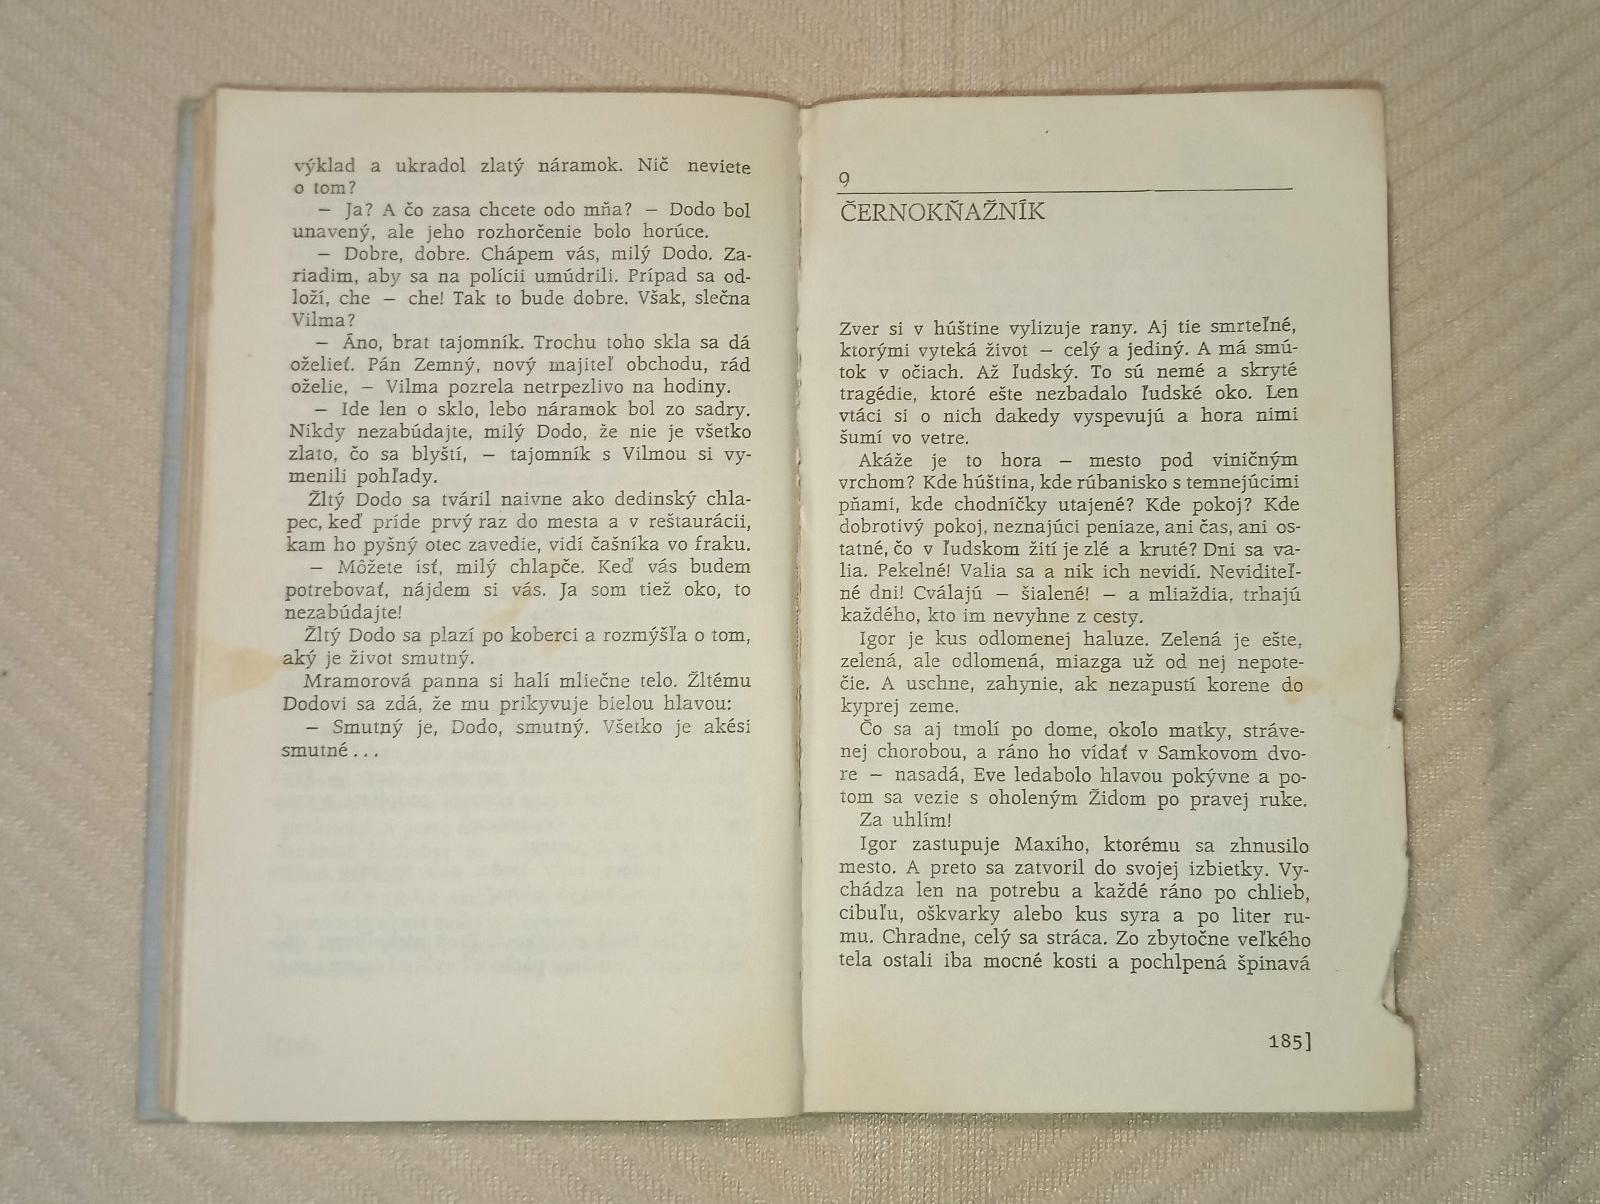 výklad a ukradol zlatý náramok. Nič neviete
o tom?
— Ja? A čo zasa chcete odo mňa? — Dodo bol
unavený, ale jeho rozhorčenie bolo horúce.
— Dobre, dobre. Chápem vás, milý Dodo. Za-
riadim, aby sa na polícii umúdrili. Prípad sa od-
loží, che — che! Tak to bude dobre. Však, slečna
Vilma?
— Áno, brat tajomník. Trochu toho skla sa dá
oželieť. Pán Zemný, nový majiteľ obchodu, rád
oželie, — Vilma pozrela netrpezlivo na hodiny.
— Ide len o sklo, lebo náramok bol zo sadry.
Nikdy nezabúdajte, milý Dodo, že nie je všetko
zlato, čo sa blyští, — tajomník s Vilmou si vy-
menili pohľady.
Žltý Dodo sa tváril naivne ako dedinský chla-
pec, keď príde prvý raz do mesta a v reštaurácii,
kam ho pyšný otec zavedie, vidí čašníka vo fraku.
— Môžete ísť, milý chlapče. Keď vás budem
potrebovať, nájdem si vás. Ja som tiež oko, to
nezabúdajte!
Žltý Dodo sa plazí po koberci a rozmýšľa o tom,
aký je život smutný.
Mramorová panna si halí mliečne telo. Žltému
Dodovi sa zdá, že mu prikyvuje bielou hlavou:
— Smutný je, Dodo, smutný. Všetko je akési
smutné...
9
ČERNOKŇAŽNÍK
Zver si v húštine vylizuje rany. Aj tie smrteľné,
ktorými vyteká život — celý a jediný. A má smú-
tok v očiach. Až ľudský. To sú nemé a skryté
tragédie, ktoré ešte nezbadalo ľudské oko. Len
vtáci si o nich dakedy vyspevujú a hora nimi
šumí vo vetre.
Akáže je to hora — mesto pod viničným
vrchom? Kde húština, kde rúbanisko s temnejúcimi
pňami, kde chodníčky utajené? Kde pokoj? Kde
dobrotivý pokoj, neznajúci peniaze, ani čas, ani os-
tatné, čo v ľudskom žití je zlé a kruté? Dni sa va-
lia. Pekelné! Valia sa a nik ich nevidí. Neviditeľ-
né dni! Cválajú — šialené! — a mliaždia, trhajú
každého, kto im nevyhne z cesty.
Igor je kus odlomenej haluze. Zelená je ešte,
zelená, ale odlomená, miazga už od nej nepote-
čie. A uschne, zahynie, ak nezapustí korene do
kyprej zeme.
Čo sa aj tmolí po dome, okolo matky, stráve-
nej chorobou, a ráno ho vídať v Samkovom dvo-
re — nasadá, Eve ledabolo hlavou pokývne a po-
tom sa vezie s oholeným Židom po pravej ruke.
Za uhlím!
Igor zastupuje Maxiho, ktorému sa zhnusilo
mesto. A preto sa zatvoril do svojej izbietky. Vy-
chádza len na potrebu a každé ráno po chlieb,
cibuľu, oškvarky alebo kus syra a po liter ru-
mu. Chradne, celý sa stráca. Zo zbytočne veľkého
tela ostali iba mocné kosti a pochlpená špinavá
185]